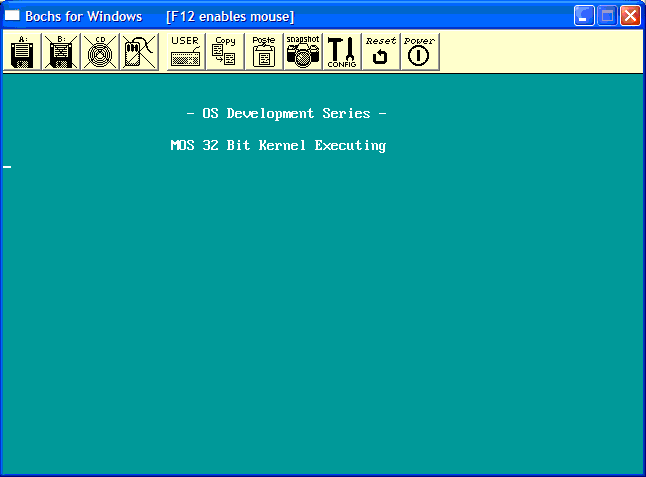 Bochs for Windows [F12 enables mouse]
A: B: CD USER Copy Paste snapshot CONFIG Reset Power
- OS Development Series -
MOS 32 Bit Kernel Executing